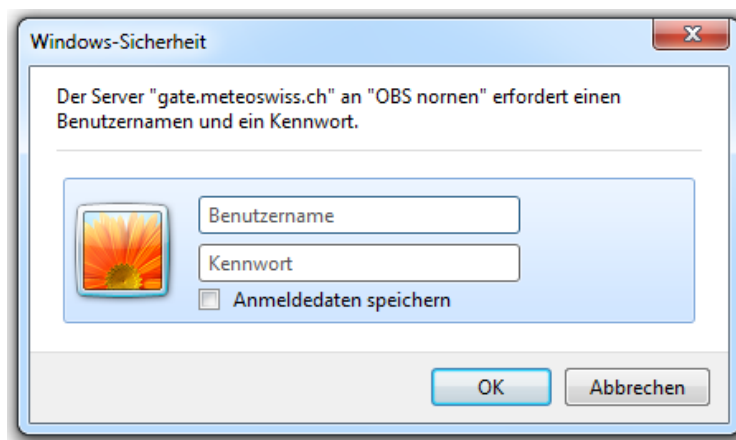 Windows-Sicherheit
Der Server "gate.meteoswiss.ch" an "OBS nornen" erfordert einen
Benutzernamen und ein Kennwort.
Benutzername
Kennwort
Anmeldedaten speichern
OK
Abbrechen